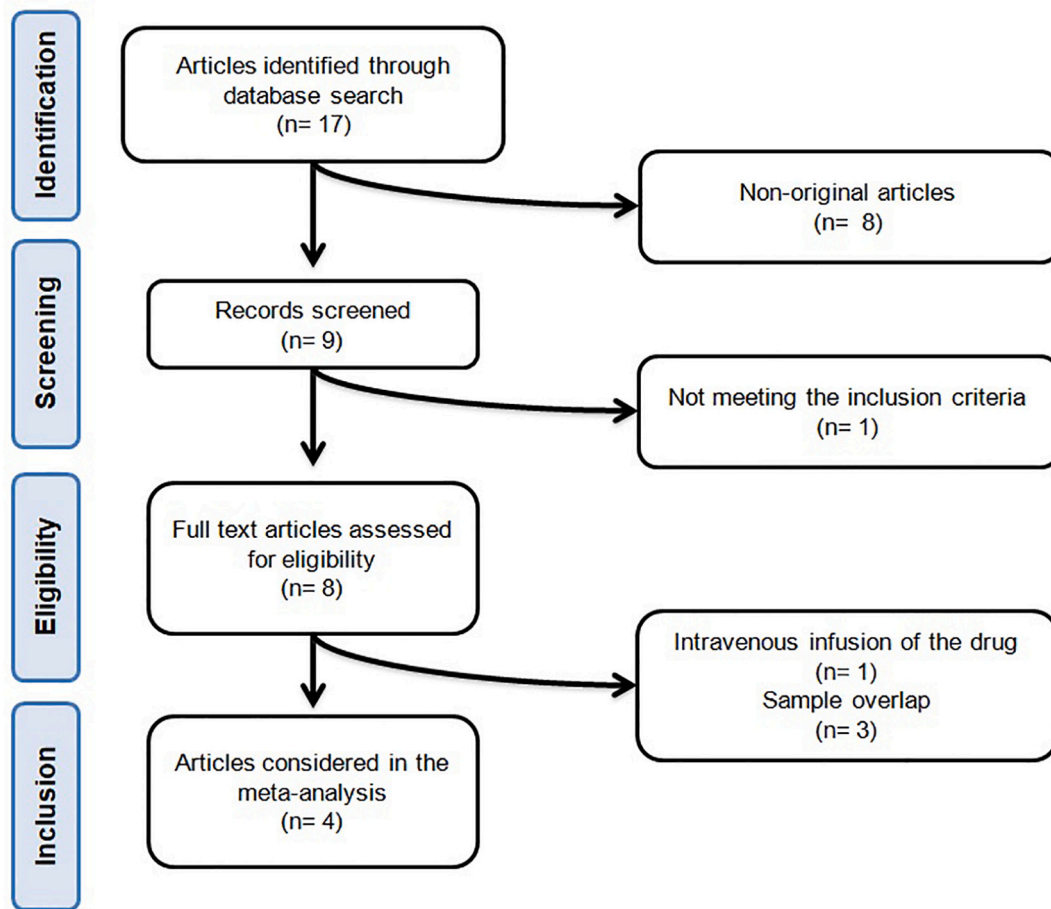 Identification
Articles identified through
database search
(n= 17)
Non-original articles
(n=  8)
Screening
Records screened
(n= 9)
Not meeting the inclusion criteria
(n= 1)
Eligibility
Full text articles assessed
for eligibility
(n= 8)
Intravenous infusion of the drug
(n= 1)
Sample overlap
(n= 3)
Inclusion
Articles considered in the
meta-analysis
(n= 4)